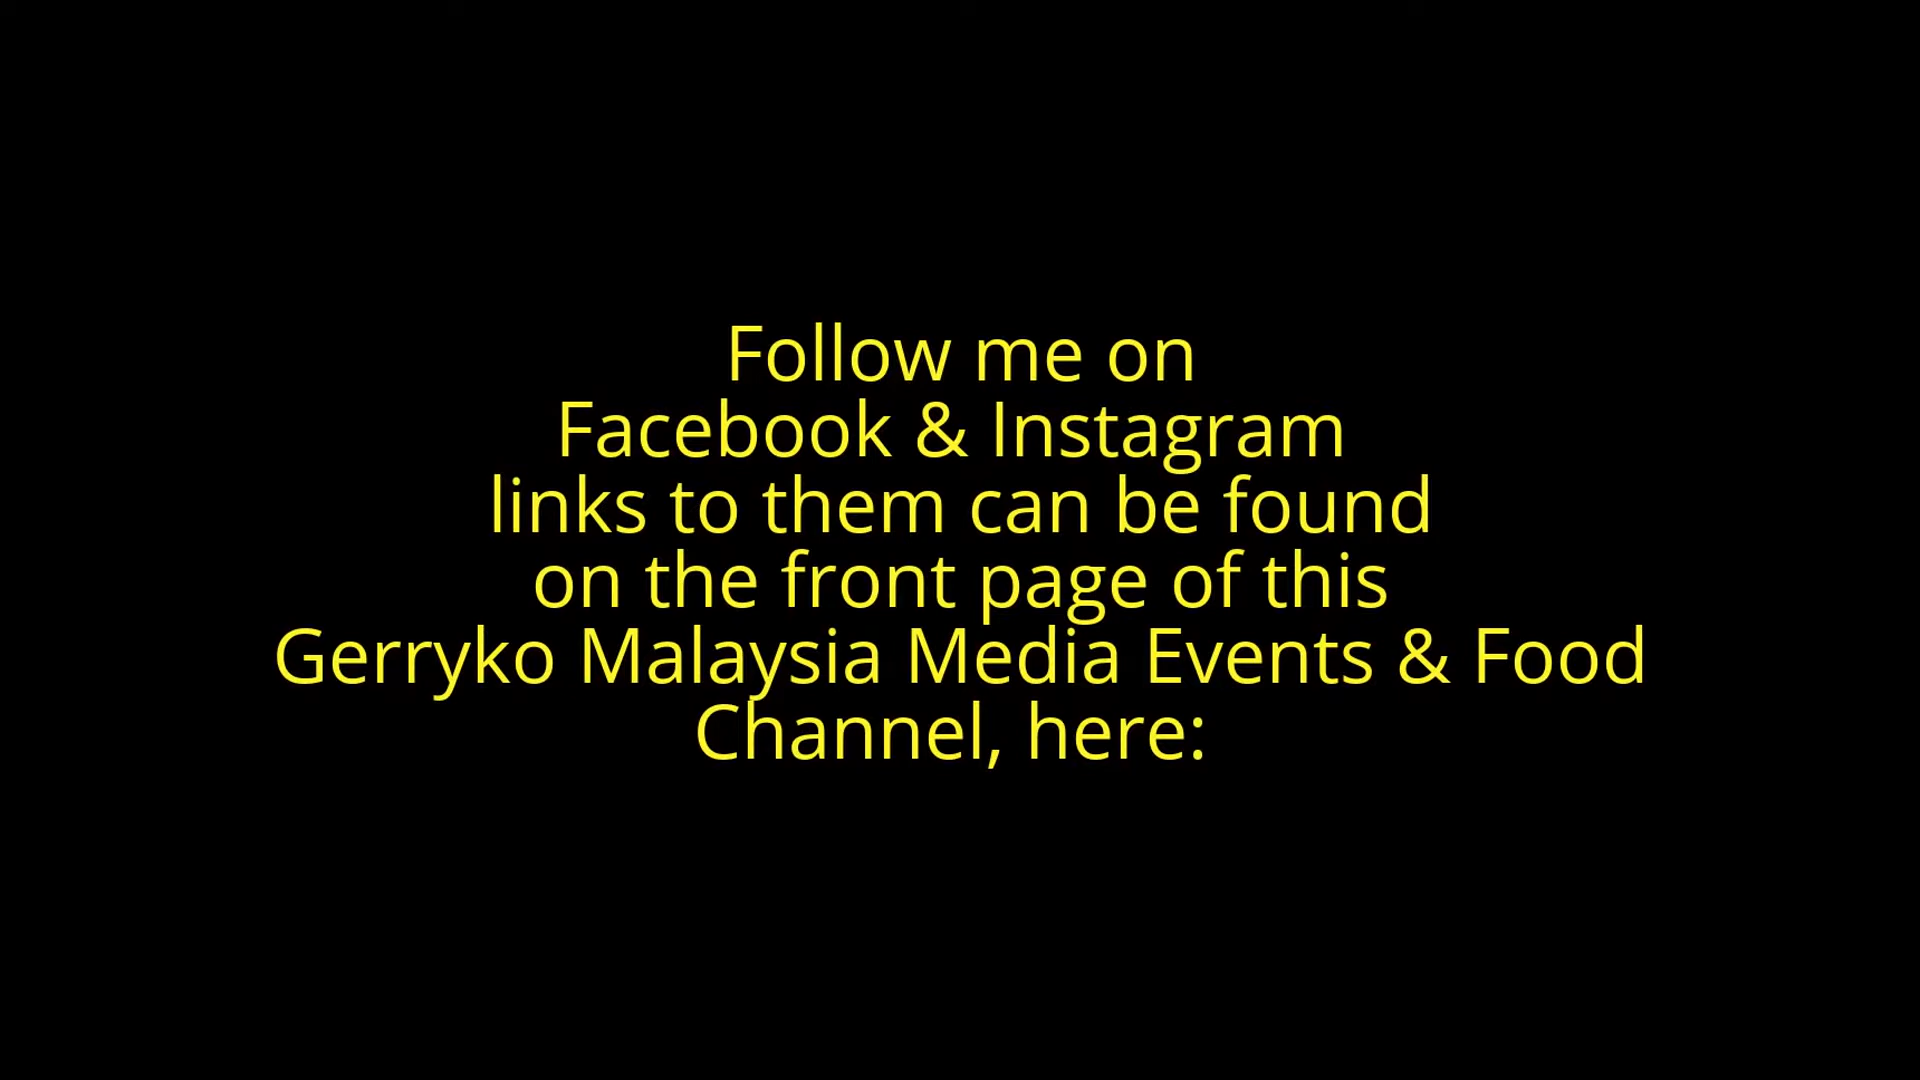 Follow me on
Facebook & Instagram
links to them can be found
on the front page of this
Gerryko Malaysia Media Events & Food
Channel, here: